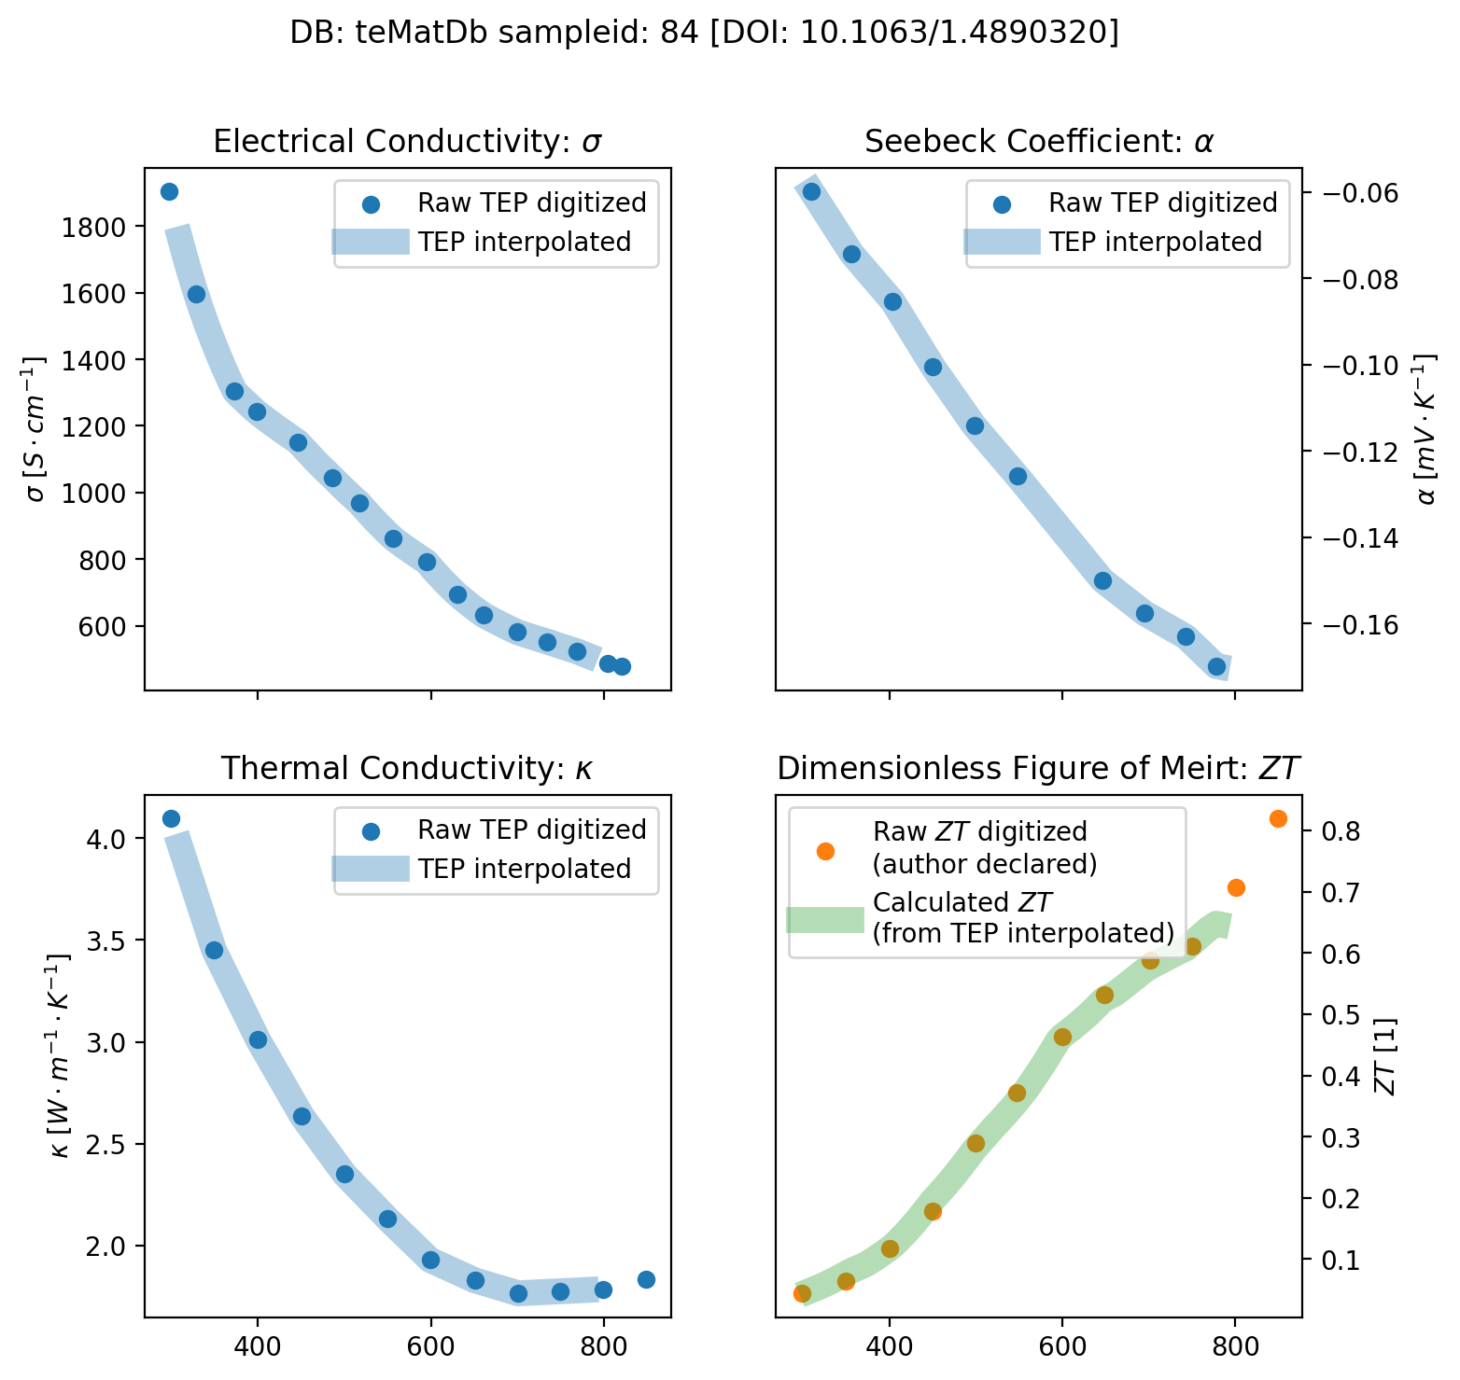 DB: teMatDb sampleid: 84 [DOI: 10.1063/1.4890320]
Electrical Conductivity: σ
Raw TEP digitized
TEP interpolated
1800
1600
1400
1200
1000
800
600
σ [S · cm⁻¹]
Seebeck Coefficient: α
Raw TEP digitized
TEP interpolated
−0.06
−0.08
−0.10
−0.12
−0.14
−0.16
α [mV · K⁻¹]
Thermal Conductivity: κ
Raw TEP digitized
TEP interpolated
4.0
3.5
3.0
2.5
2.0
κ [W · m⁻¹ · K⁻¹]
400 600 800
Dimensionless Figure of Meirt: ZT
Raw ZT digitized
(author declared)
Calculated ZT
(from TEP interpolated)
0.8
0.7
0.6
0.5
0.4
0.3
0.2
0.1
ZT [1]
400 600 800